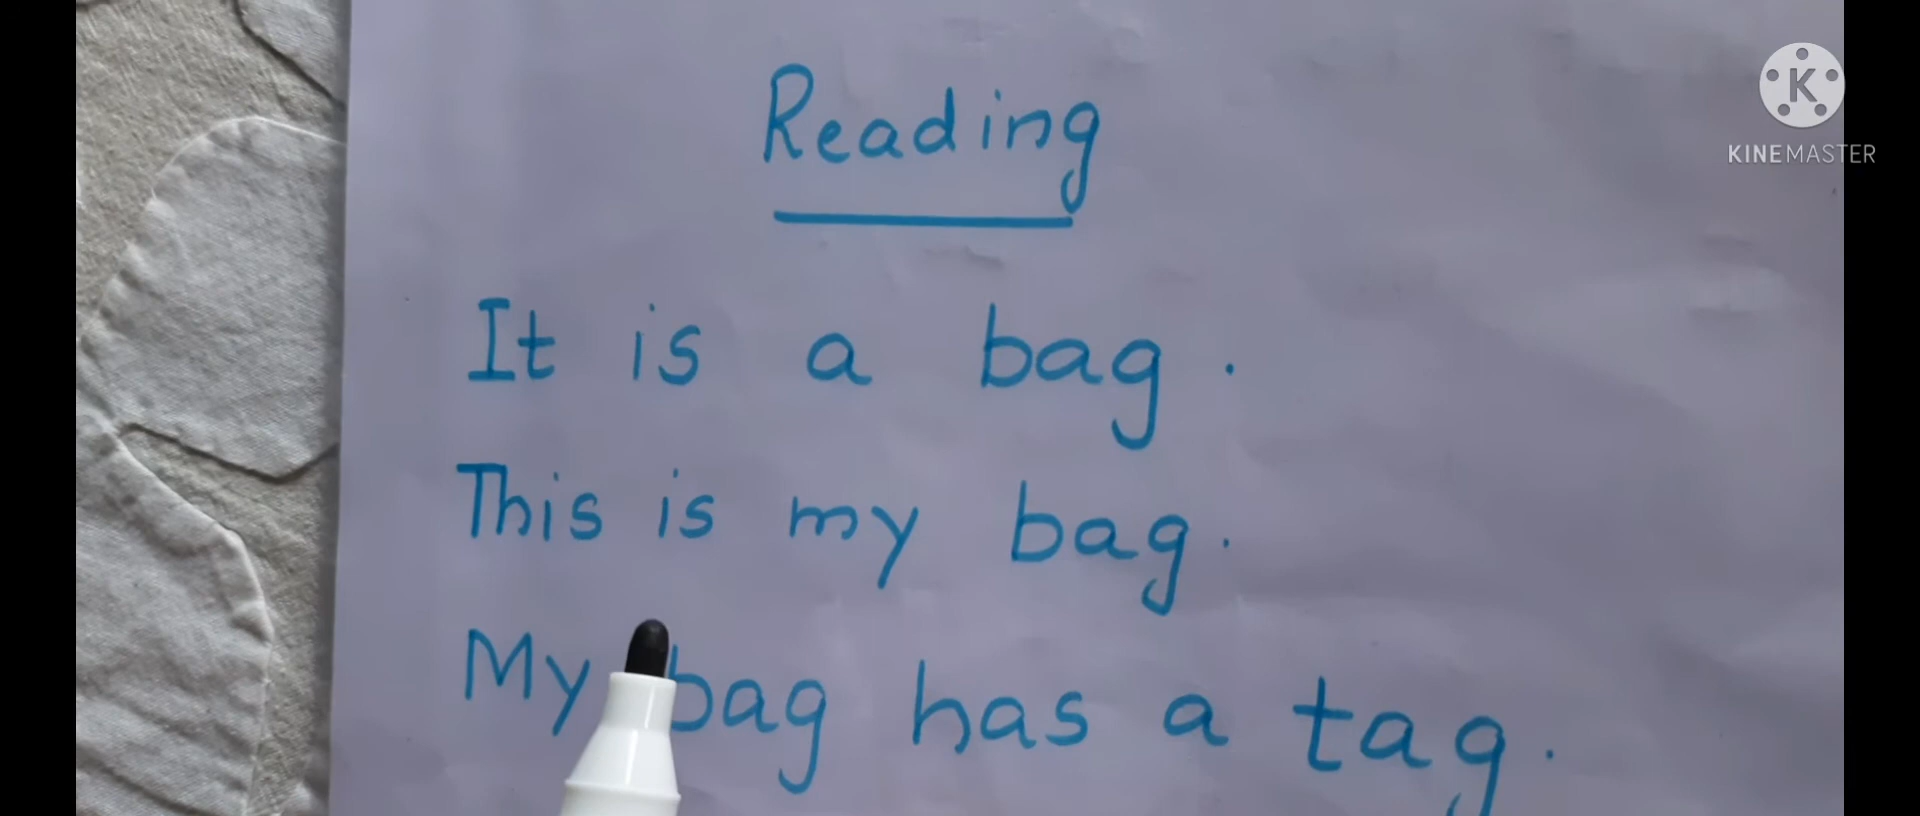 Reading
It is a bag.
This is my bag.
My bag has a tag.
K
KINEMASTER